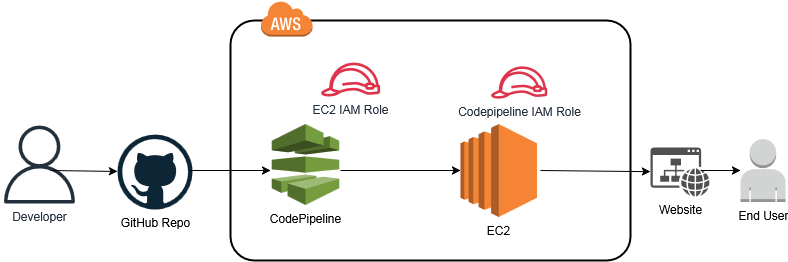 AWS
EC2 IAM Role
Codepipeline IAM Role
Developer
GitHub Repo
CodePipeline
EC2
Website
End User